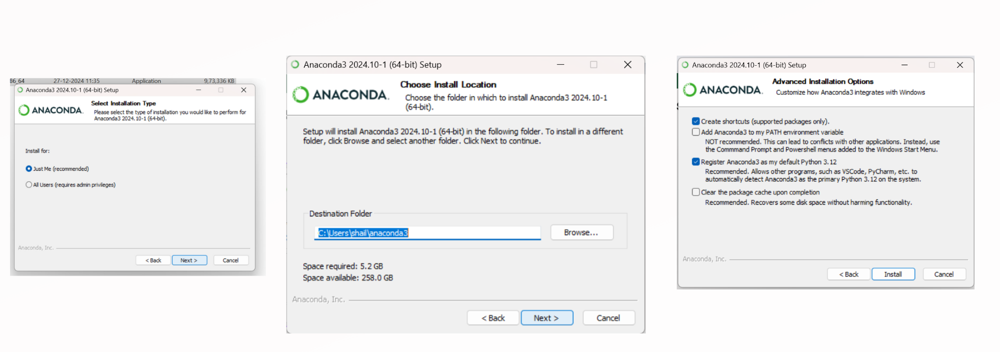 86_64 27-12-2024 11:35 Application 9,73,336 KB
Anaconda3 2024.10-1 (64-bit) Setup
ANACONDA.
Select Installation Type
Please select the type of installation you would like to perform for
Anaconda3 2024.10-1 (64-bit).
Install for:
Just Me (recommended)
All Users (requires admin privileges)
Anaconda, Inc.
< Back Next > Cancel
Anaconda3 2024.10-1 (64-bit) Setup
ANACONDA.
Choose Install Location
Choose the folder in which to install Anaconda3 2024.10-1
(64-bit).
Setup will install Anaconda3 2024.10-1 (64-bit) in the following folder. To install in a different
folder, click Browse and select another folder. Click Next to continue.
Destination Folder
C:\Users\shail\anaconda3
Browse...
Space required: 5.2 GB
Space available: 258.0 GB
Anaconda, Inc.
< Back Next > Cancel
Anaconda3 2024.10-1 (64-bit) Setup
ANACONDA.
Advanced Installation Options
Customize how Anaconda3 integrates with Windows
Create shortcuts (supported packages only).
Add Anaconda3 to my PATH environment variable
NOT recommended. This can lead to conflicts with other applications. Instead, use
the Commmand Prompt and Powershell menus added to the Windows Start Menu.
Register Anaconda3 as my default Python 3.12
Recommended. Allows other programs, such as VSCode, PyCharm, etc. to
automatically detect Anaconda3 as the primary Python 3.12 on the system.
Clear the package cache upon completion
Recommended. Recovers some disk space without harming functionality.
Anaconda, Inc.
< Back Install Cancel